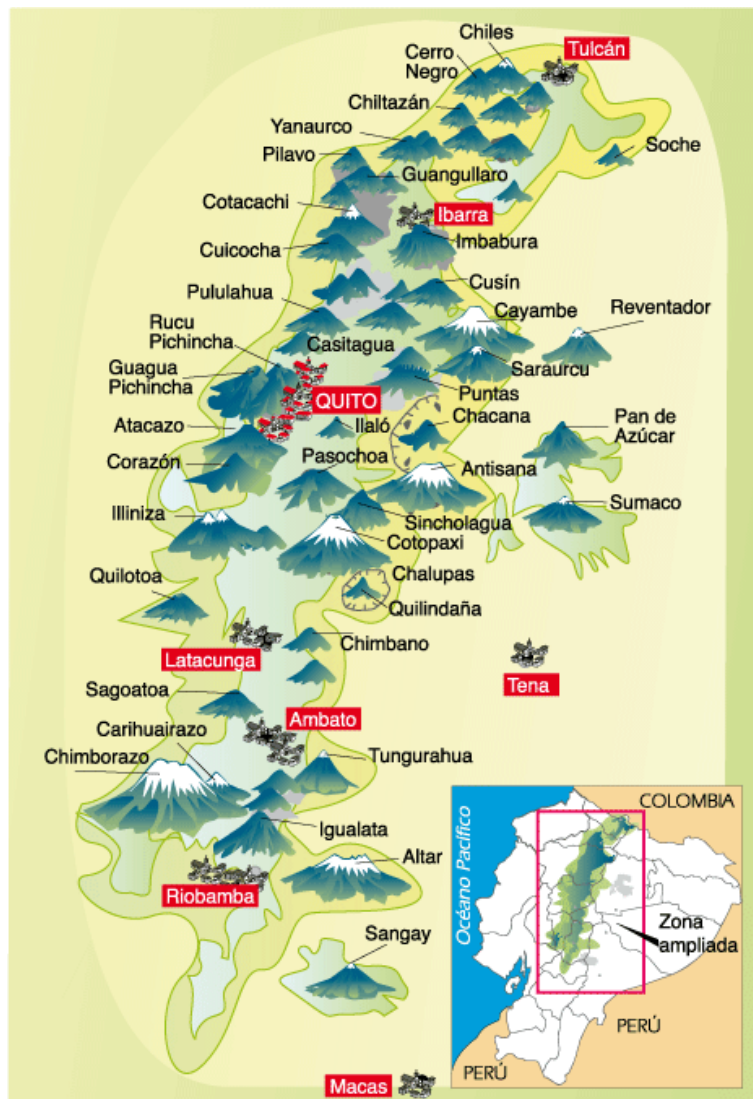 Chiles
Cerro
Negro
Tulcán
Chiltazán
Yanaurco
Pilavo
Soche
Guangullaro
Cotacachi
Ibarra
Imbabura
Cuicocha
Cusín
Pululahua
Cayambe
Reventador
Rucu
Pichincha
Casitagua
Guagua
Pichincha
Saraurcu
QUITO
Puntas
Atacazo
Ilaló
Chacana
Pan de
Azúcar
Corazón
Pasochoa
Antisana
Illiniza
Sincholagua
Sumaco
Cotopaxi
Quilotoa
Chalupas
Quilindaña
Chimbano
Latacunga
Tena
Sagoatoa
Ambato
Carihuairazo
Chimborazo
Tungurahua
Igualata
Altar
Riobamba
Sangay
Macas
COLOMBIA
Océano Pacífico
Zona
ampliada
PERÚ
PERÚ